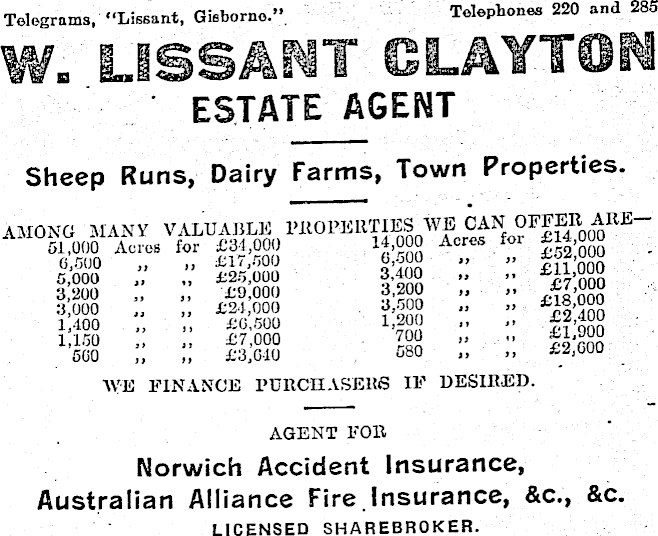 Telegrams, "Lissant, Gisborne." Telephones 220 and 285
W. LISSANT CLAYTON
ESTATE AGENT
Sheep Runs, Dairy Farms, Town Properties.
AMONG MANY VALUABLE PROPERTIES WE CAN OFFER ARE—
51,000 Acres for £34,000 14,000 Acres for £14,000
6,500 ,, ,, £17,500 6,500 ,, ,, £52,000
5,000 ,, ,, £25,000 3,400 ,, ,, £11,000
3,200 ,, ,, £9,000 3,200 ,, ,, £7,000
3,000 ,, ,, £24,000 3,500 ,, ,, £18,000
1,400 ,, ,, £6,500 1,200 ,, ,, £2,400
1,150 ,, ,, £7,000 700 ,, ,, £1,900
560 ,, ,, £3,640 580 ,, ,, £2,600
WE FINANCE PURCHASERS IF DESIRED.
AGENT FOR
Norwich Accident Insurance,
Australian Alliance Fire Insurance, &c., &c.
LICENSED SHAREBROKER.